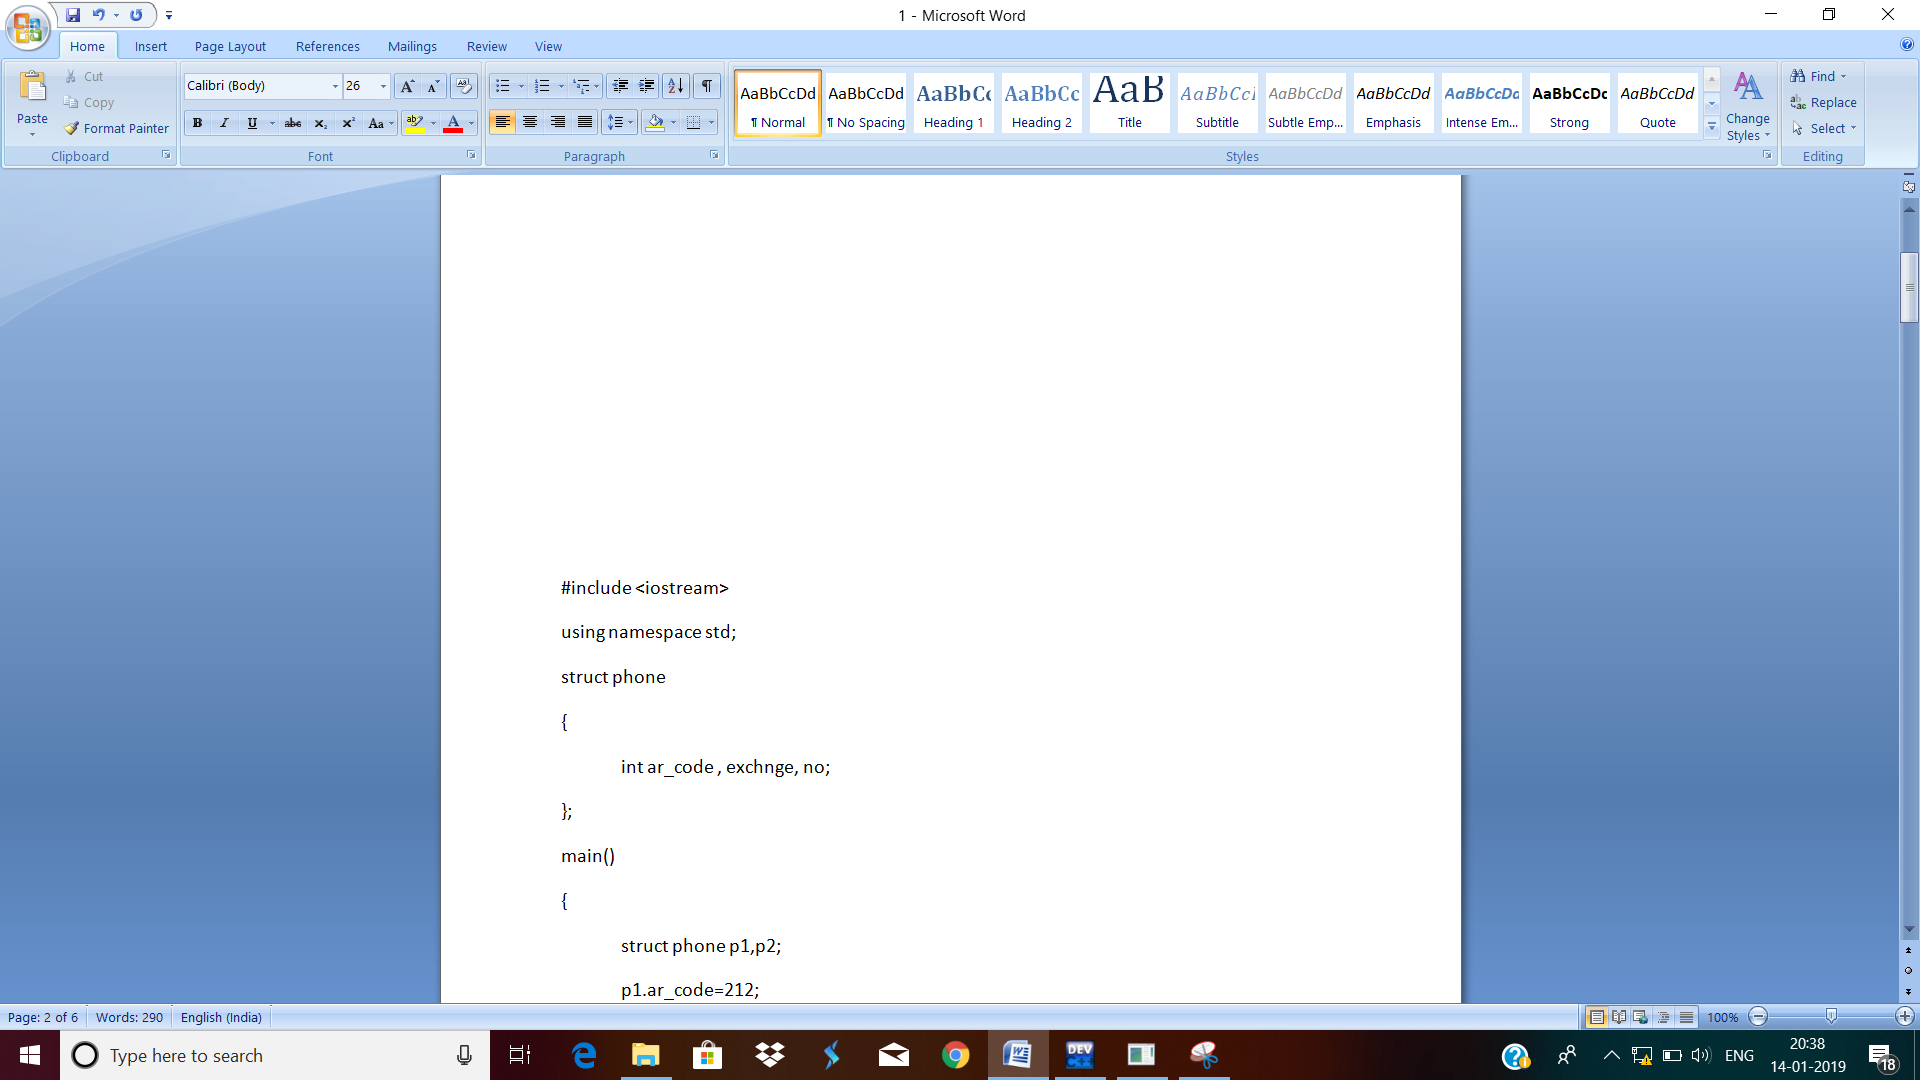 1 - Microsoft Word
Home Insert Page Layout References Mailings Review View
Paste
Cut
Copy
Format Painter
Clipboard
Calibri (Body) 26
B I U abc x₂ x² Aa
Font
Paragraph
AaBbCcDd AaBbCcDd AaBbCc AaBbCc AaB AaBbCcI AaBbCcDd AaBbCcDd AaBbCcDd AaBbCcDc AaBbCcDd
¶ Normal ¶ No Spacing Heading 1 Heading 2 Title Subtitle Subtle Emp... Emphasis Intense Em... Strong Quote
Styles
Change
Styles
Find
Replace
Select
Editing
#include <iostream>
using namespace std;
struct phone
{
int ar_code , exchnge, no;
};
main()
{
struct phone p1,p2;
p1.ar_code=212;
Page: 2 of 6 Words: 290 English (India) 100%
Type here to search
DEV
C++
ENG
20:38
14-01-2019
18